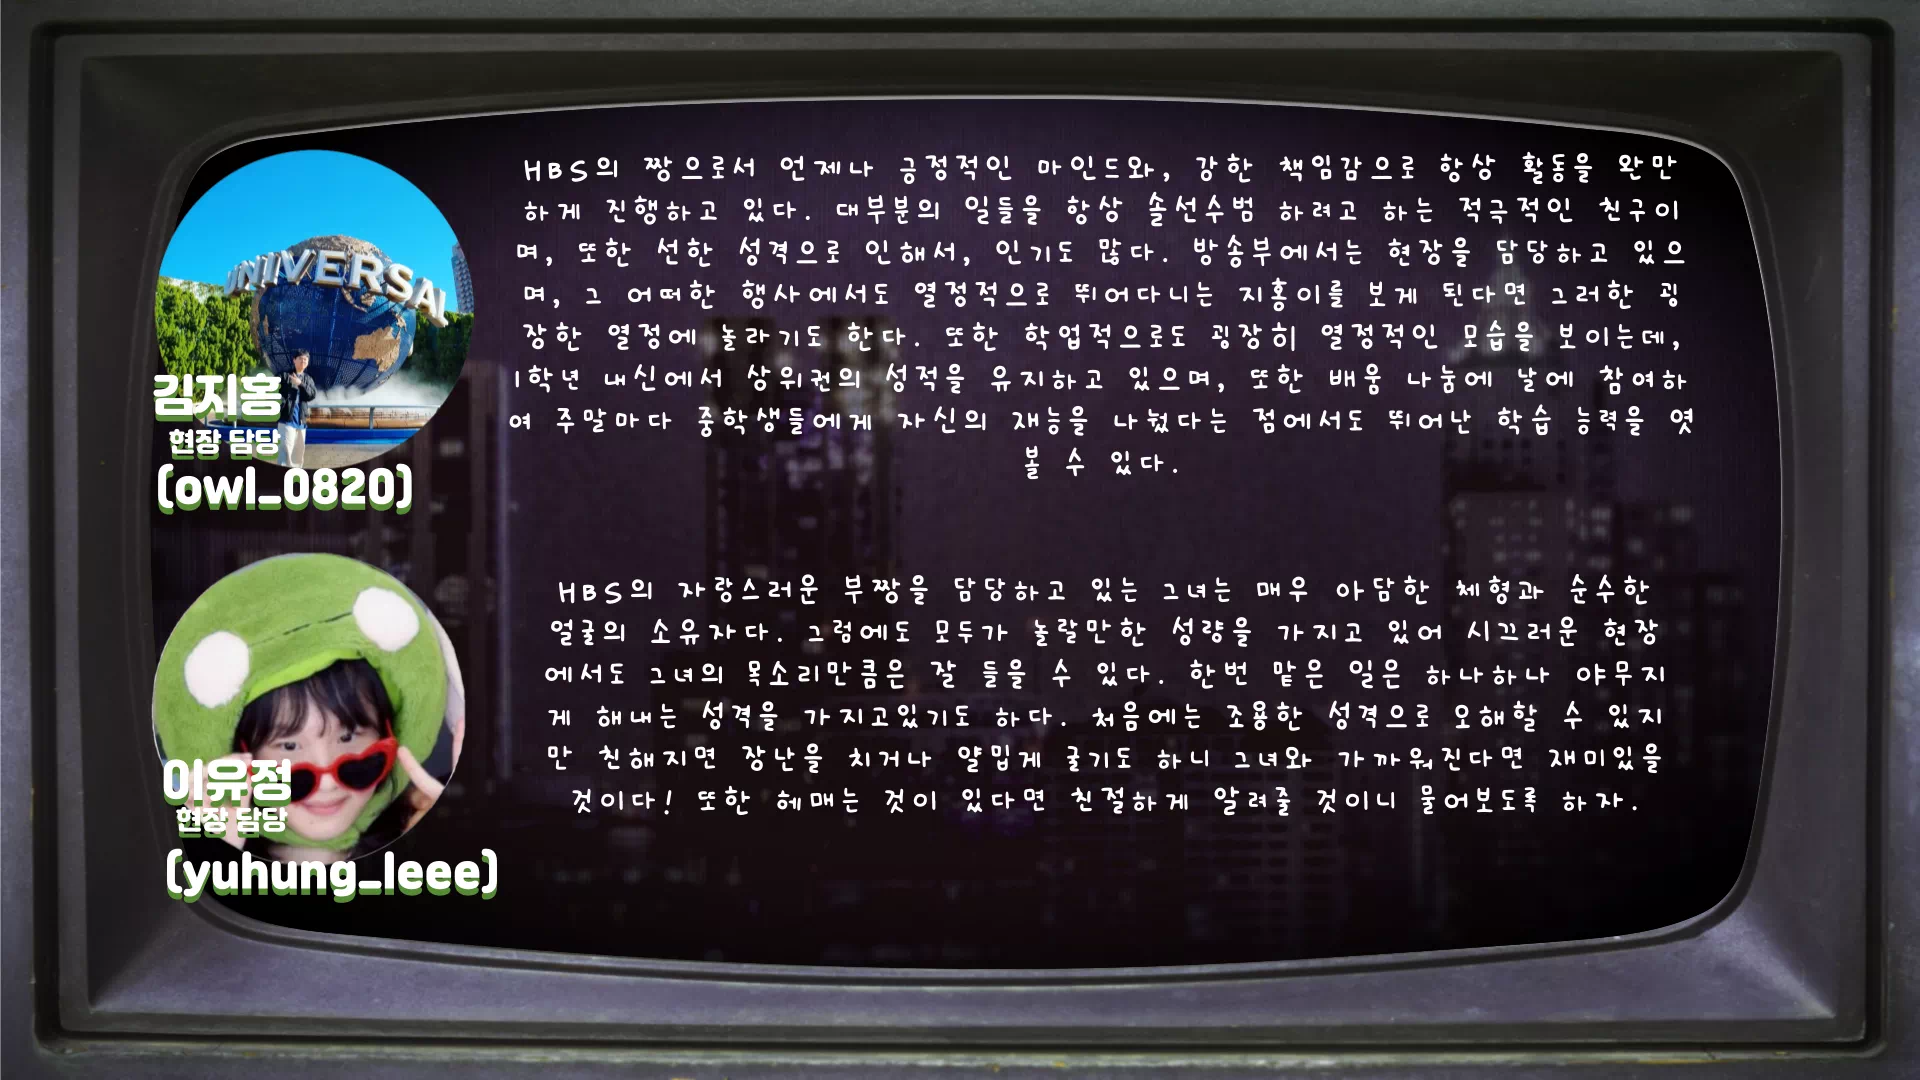 UNIVERSAL
김지홍
현장 담당
(owl_0820)
HBS의 짱으로서 언제나 긍정적인 마인드와, 강한 책임감으로 항상 활동을 완만
하게 진행하고 있다. 대부분의 일들을 항상 솔선수범 하려고 하는 적극적인 친구이
며, 또한 선한 성격으로 인해서, 인기도 많다. 방송부에서는 현장을 담당하고 있으
며, 그 어떠한 행사에서도 열정적으로 뛰어다니는 지홍이를 보게 된다면 그러한 굉
장한 열정에 놀라기도 한다. 또한 학업적으로도 굉장히 열정적인 모습을 보이는데,
1학년 내신에서 상위권의 성적을 유지하고 있으며, 또한 배움 나눔에 날에 참여하
여 주말마다 중학생들에게 자신의 재능을 나눴다는 점에서도 뛰어난 학습 능력을 엿
볼 수 있다.
이유정
현장 담당
(yuhung_leee)
HBS의 자랑스러운 부짱을 담당하고 있는 그녀는 매우 아담한 체형과 순수한
얼굴의 소유자다. 그럼에도 모두가 놀랄만한 성량을 가지고 있어 시끄러운 현장
에서도 그녀의 목소리만큼은 잘 들을 수 있다. 한번 맡은 일은 하나하나 야무지
게 해내는 성격을 가지고있기도 하다. 처음에는 조용한 성격으로 오해할 수 있지
만 친해지면 장난을 치거나 얄밉게 굴기도 하니 그녀와 가까워진다면 재미있을
것이다! 또한 헤매는 것이 있다면 친절하게 알려줄 것이니 물어보도록 하자.